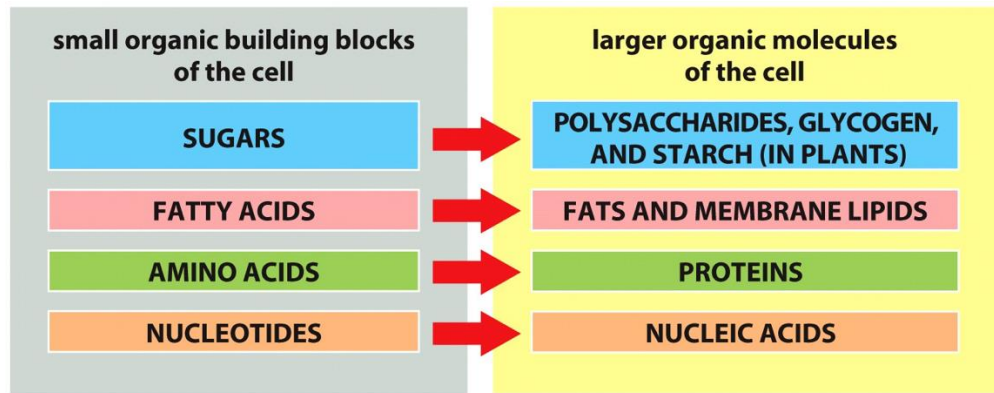 small organic building blocks
of the cell
larger organic molecules
of the cell
SUGARS
POLYSACCHARIDES, GLYCOGEN,
AND STARCH (IN PLANTS)
FATTY ACIDS
FATS AND MEMBRANE LIPIDS
AMINO ACIDS
PROTEINS
NUCLEOTIDES
NUCLEIC ACIDS